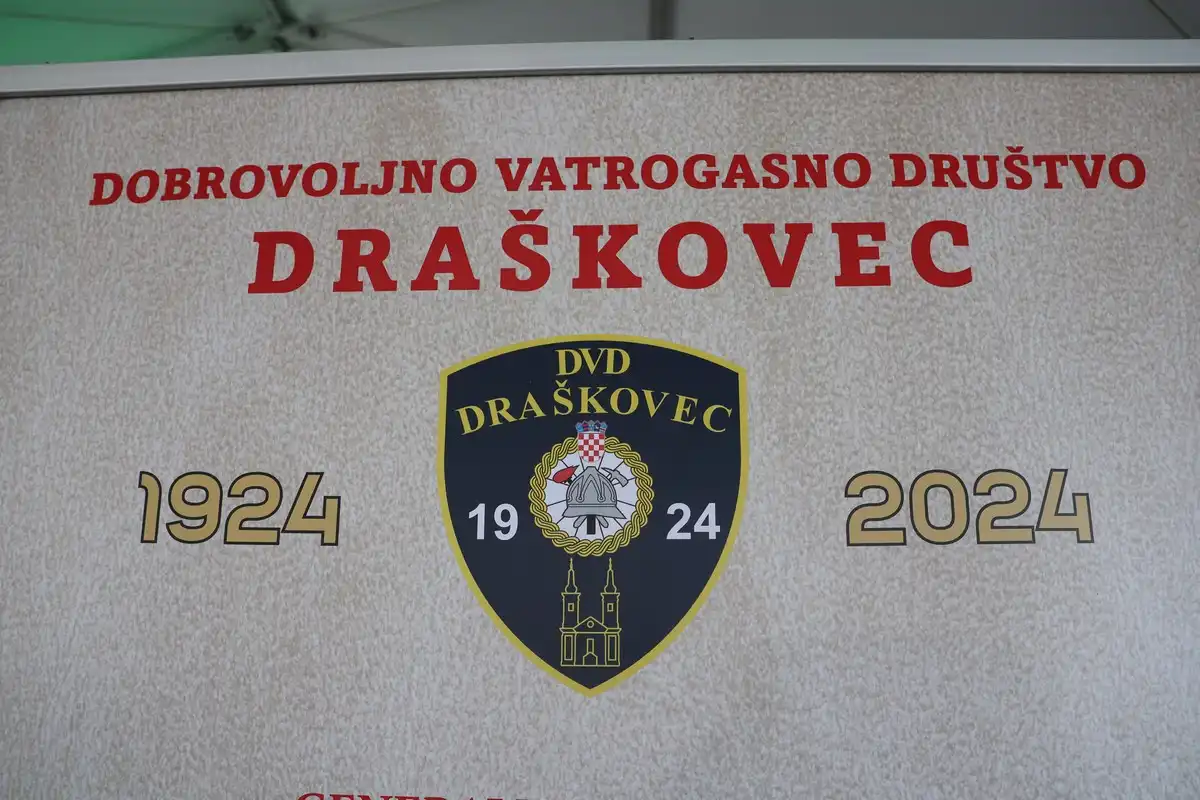 DOBROVOLJNO VATROGASNO DRUŠTVO
DRAŠKOVEC
DVD
DRAŠKOVEC
1924
19 24
2024